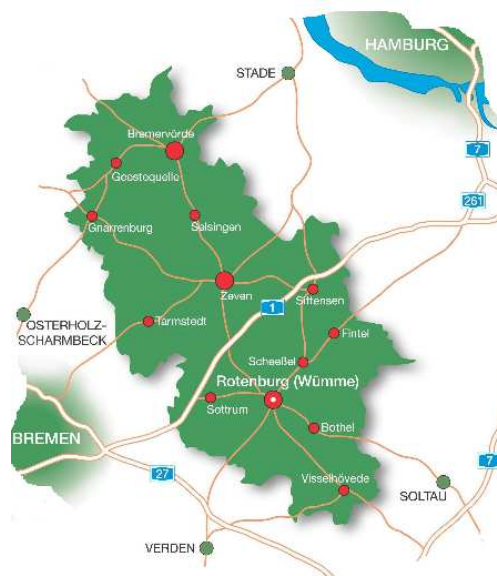 HAMBURG
STADE
Bremervörde
7
Geestequelle
261
Gnarrenburg
Selsingen
Zeven
Sittensen
1
OSTERHOLZ-
SCHARMBECK
Tarmstedt
Fintel
Scheeßel
Rotenburg (Wümme)
Sottrum
Bothel
BREMEN
27
Visselhövede
7
SOLTAU
VERDEN